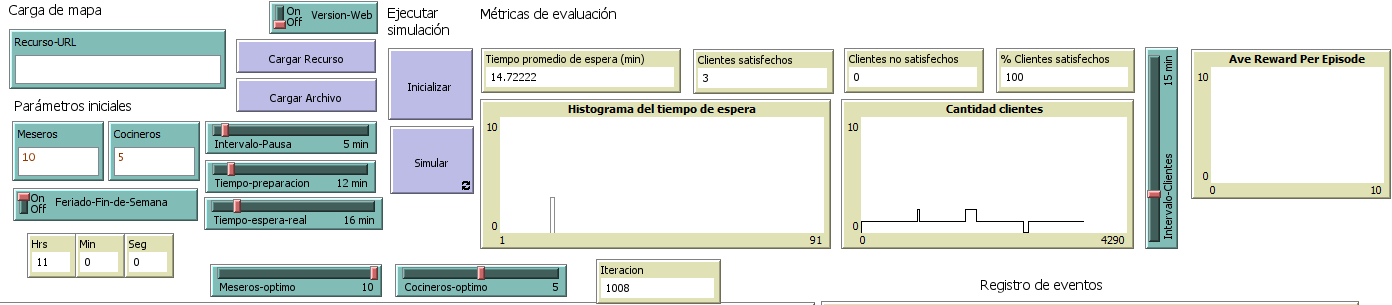 Carga de mapa
On
Off
Version-Web
Ejecutar
simulación
Métricas de evaluación
Recurso-URL
Cargar Recurso
Cargar Archivo
Inicializar
Simular
Tiempo promedio de espera (min)
14.72222
Clientes satisfechos
3
Clientes no satisfechos
0
% Clientes satisfechos
100
15 min
Intervalo-Clientes
Ave Reward Per Episode
10
0
0
10
Parámetros iniciales
Meseros
10
Cocineros
5
Intervalo-Pausa
5 min
Tiempo-preparacion
12 min
Tiempo-espera-real
16 min
On
Off
Feriado-Fin-de-Semana
Histograma del tiempo de espera
10
0
1
91
Cantidad clientes
10
0
0
4290
Hrs
11
Min
0
Seg
0
Meseros-optimo
10
Cocineros-optimo
5
Iteracion
1008
Registro de eventos